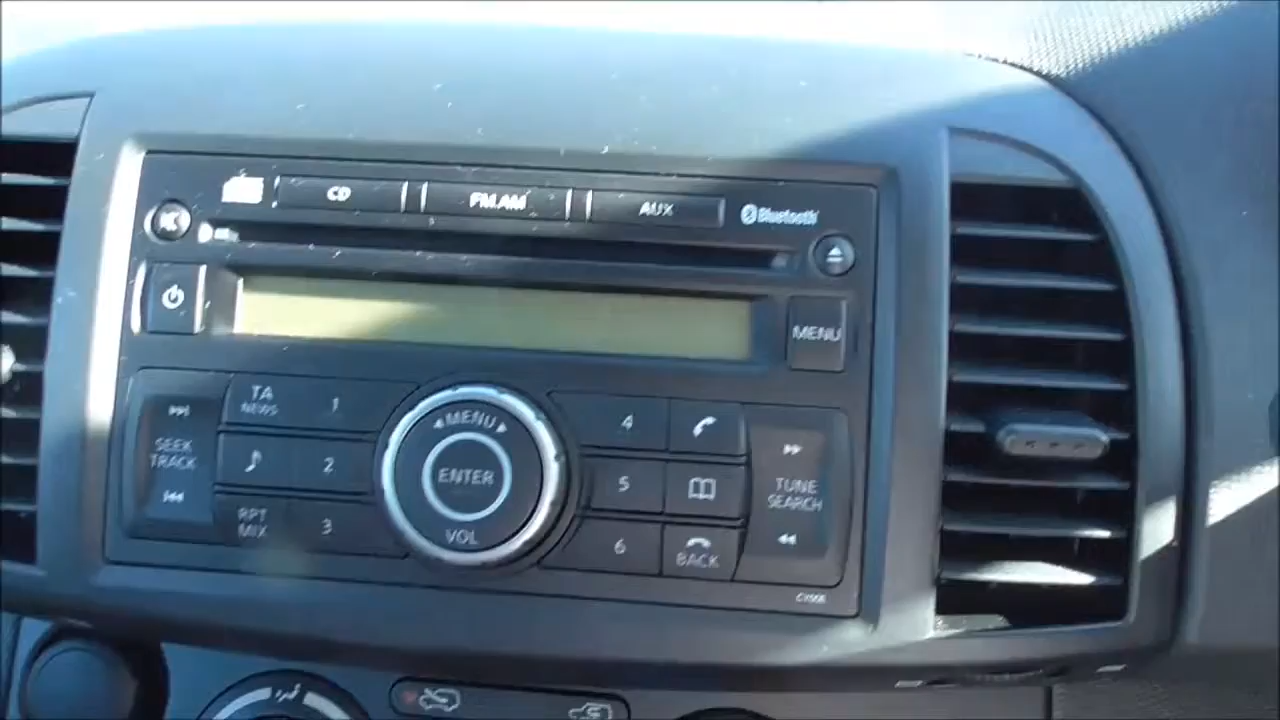 CD
FM·AM
AUX
Bluetooth
MENU
TA
NEWS
1
SEEK
TRACK
2
RPT
MIX
3
MENU
ENTER
VOL
4
5
6
BACK
TUNE
SEARCH